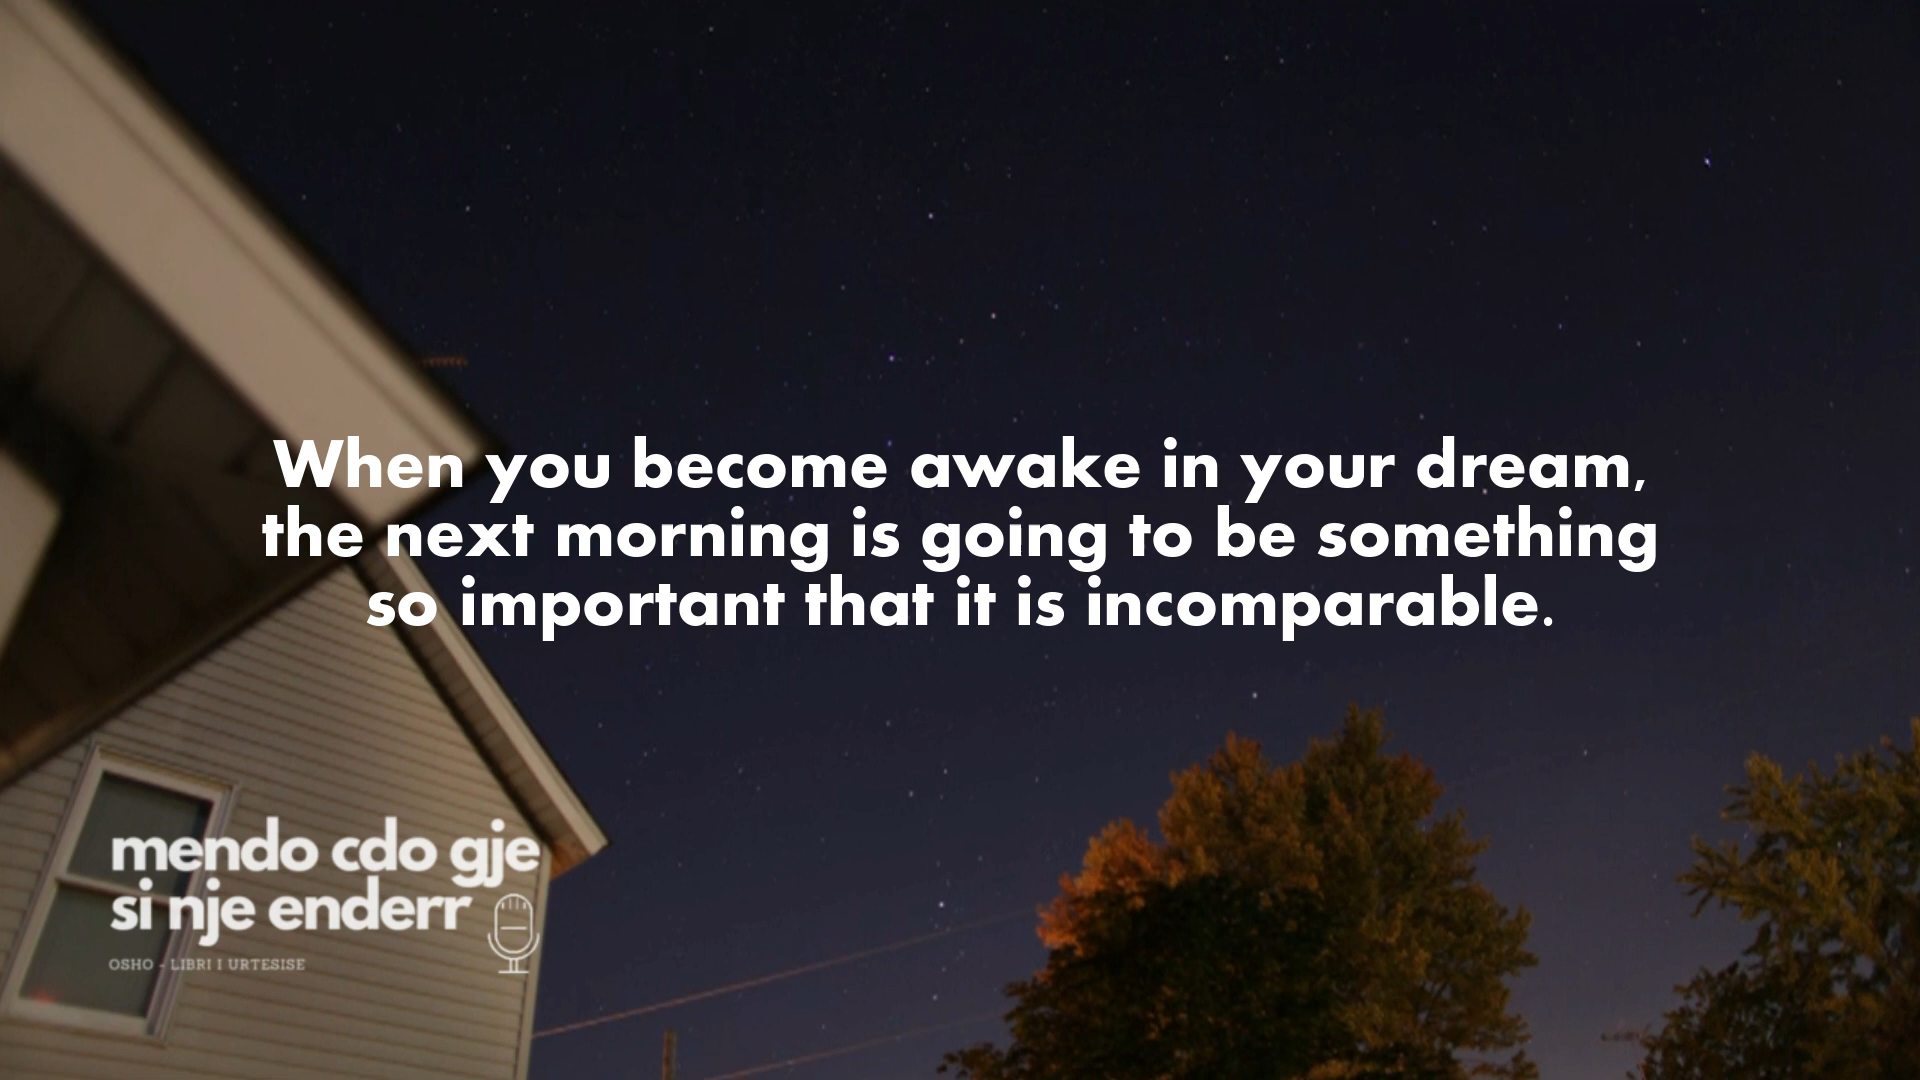 When you become awake in your dream,
the next morning is going to be something
so important that it is incomparable.
mendo cdo gje
si nje enderr
OSHO - LIBRI I URTESISE